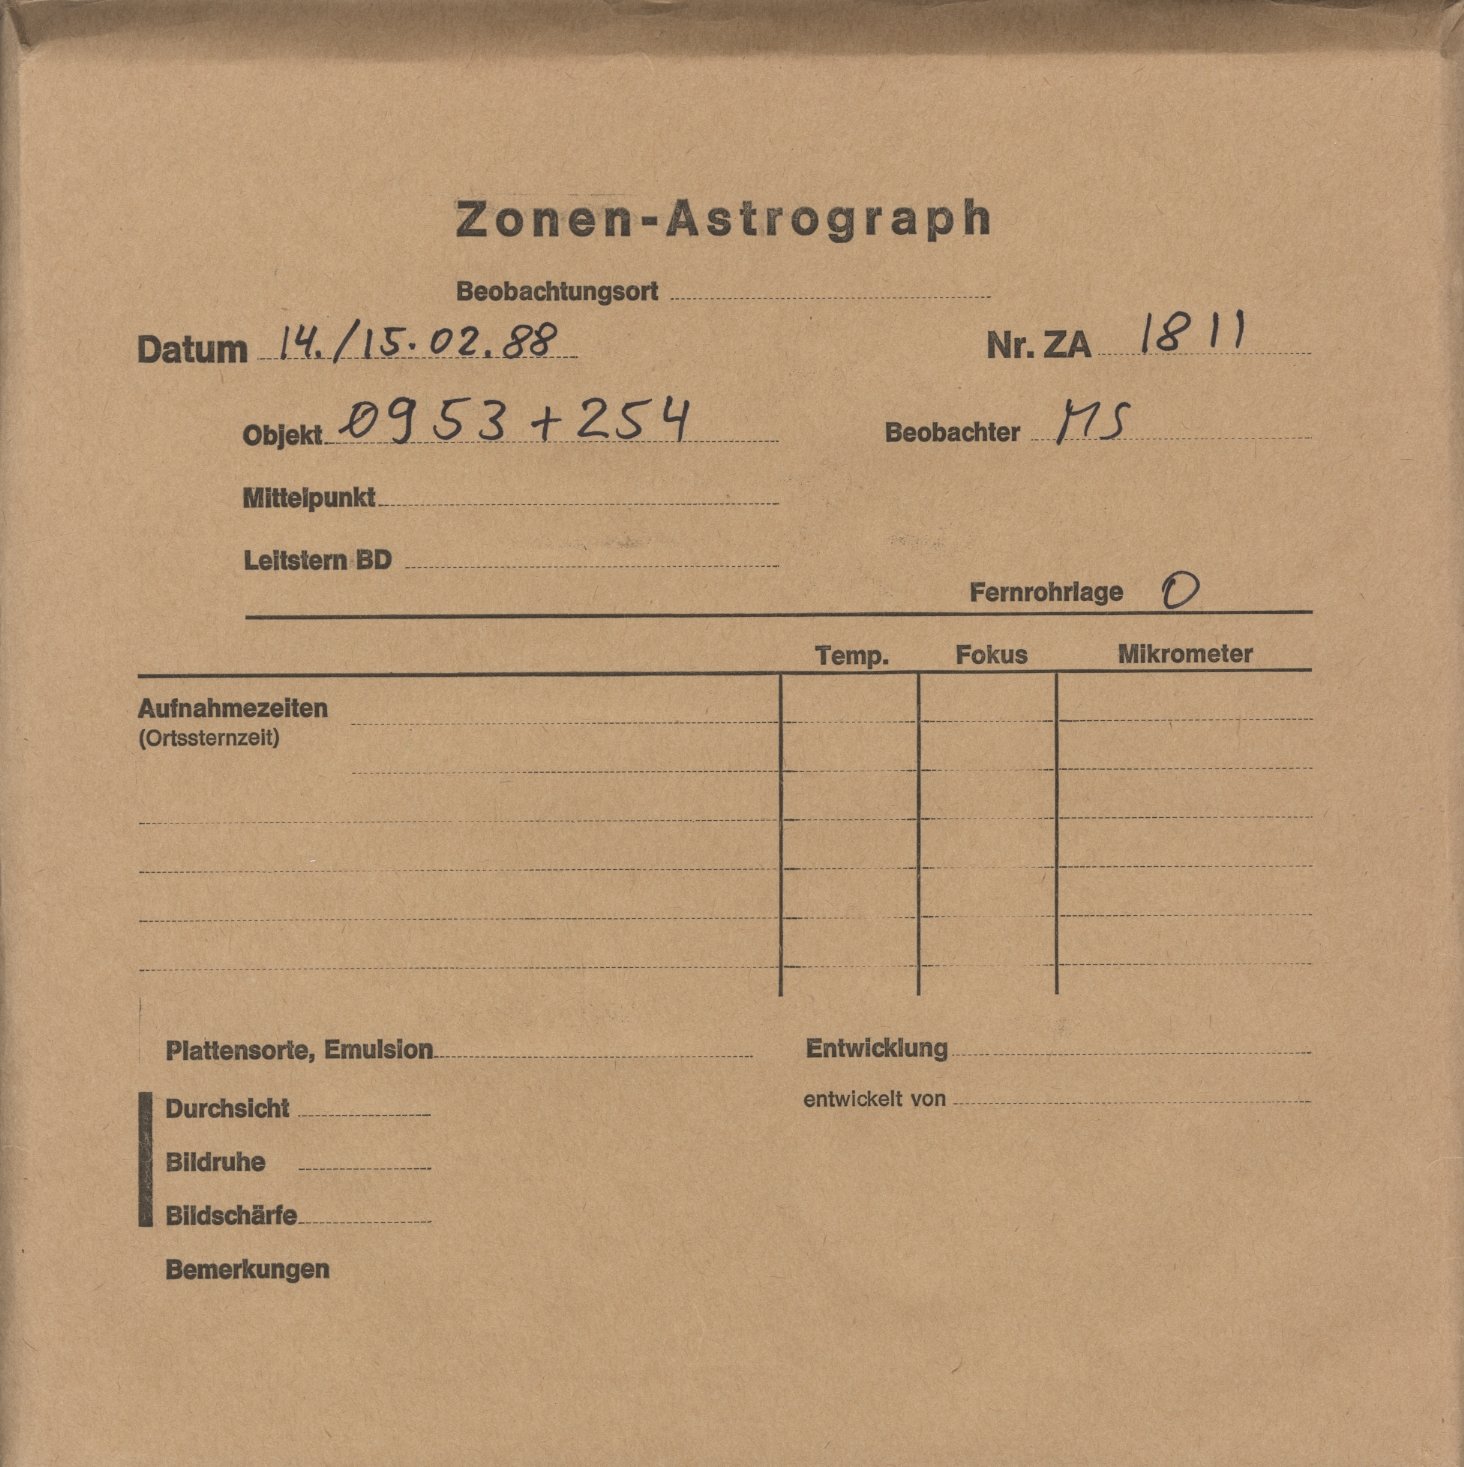 Zonen-Astrograph
Beobachtungsort
Datum 14./15.02.88 Nr. ZA 1811
Objekt 0953+254 Beobachter MS
Mittelpunkt
Leitstern BD
Fernrohrlage O
Temp. Fokus Mikrometer
Aufnahmezeiten
(Ortssternzeit)
Plattensorte, Emulsion Entwicklung
Durchsicht entwickelt von
Bildruhe
Bildschärfe
Bemerkungen